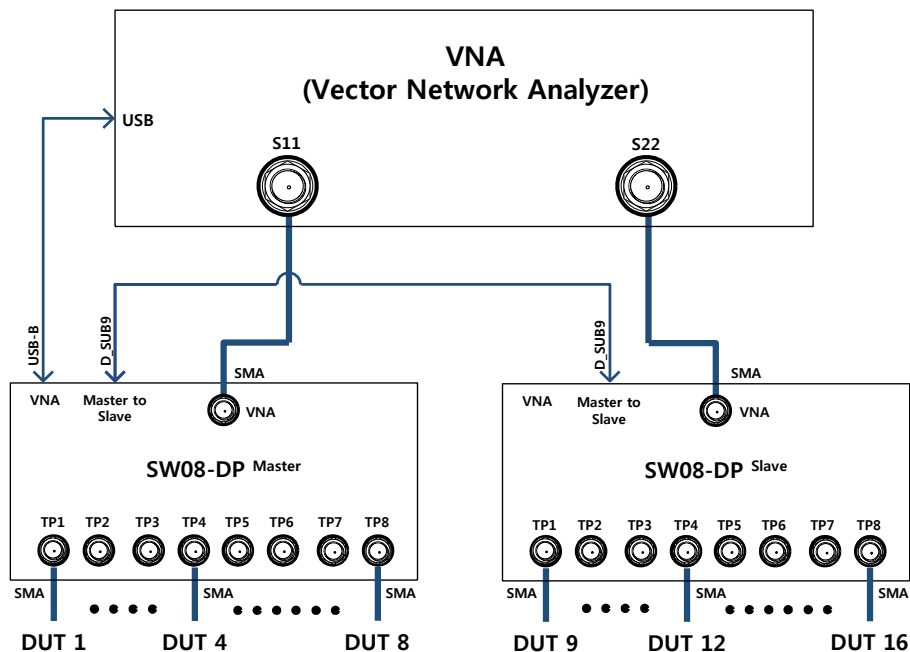 VNA
(Vector Network Analyzer)
USB
S11
S22
USB-B
D_SUB9
D_SUB9
SMA
SMA
VNA
Master to
Slave
VNA
VNA
Master to
Slave
VNA
SW08-DP Master
SW08-DP Slave
TP1 TP2 TP3 TP4 TP5 TP6 TP7 TP8
TP1 TP2 TP3 TP4 TP5 TP6 TP7 TP8
SMA
SMA
SMA
SMA
SMA
SMA
DUT 1
DUT 4
DUT 8
DUT 9
DUT 12
DUT 16